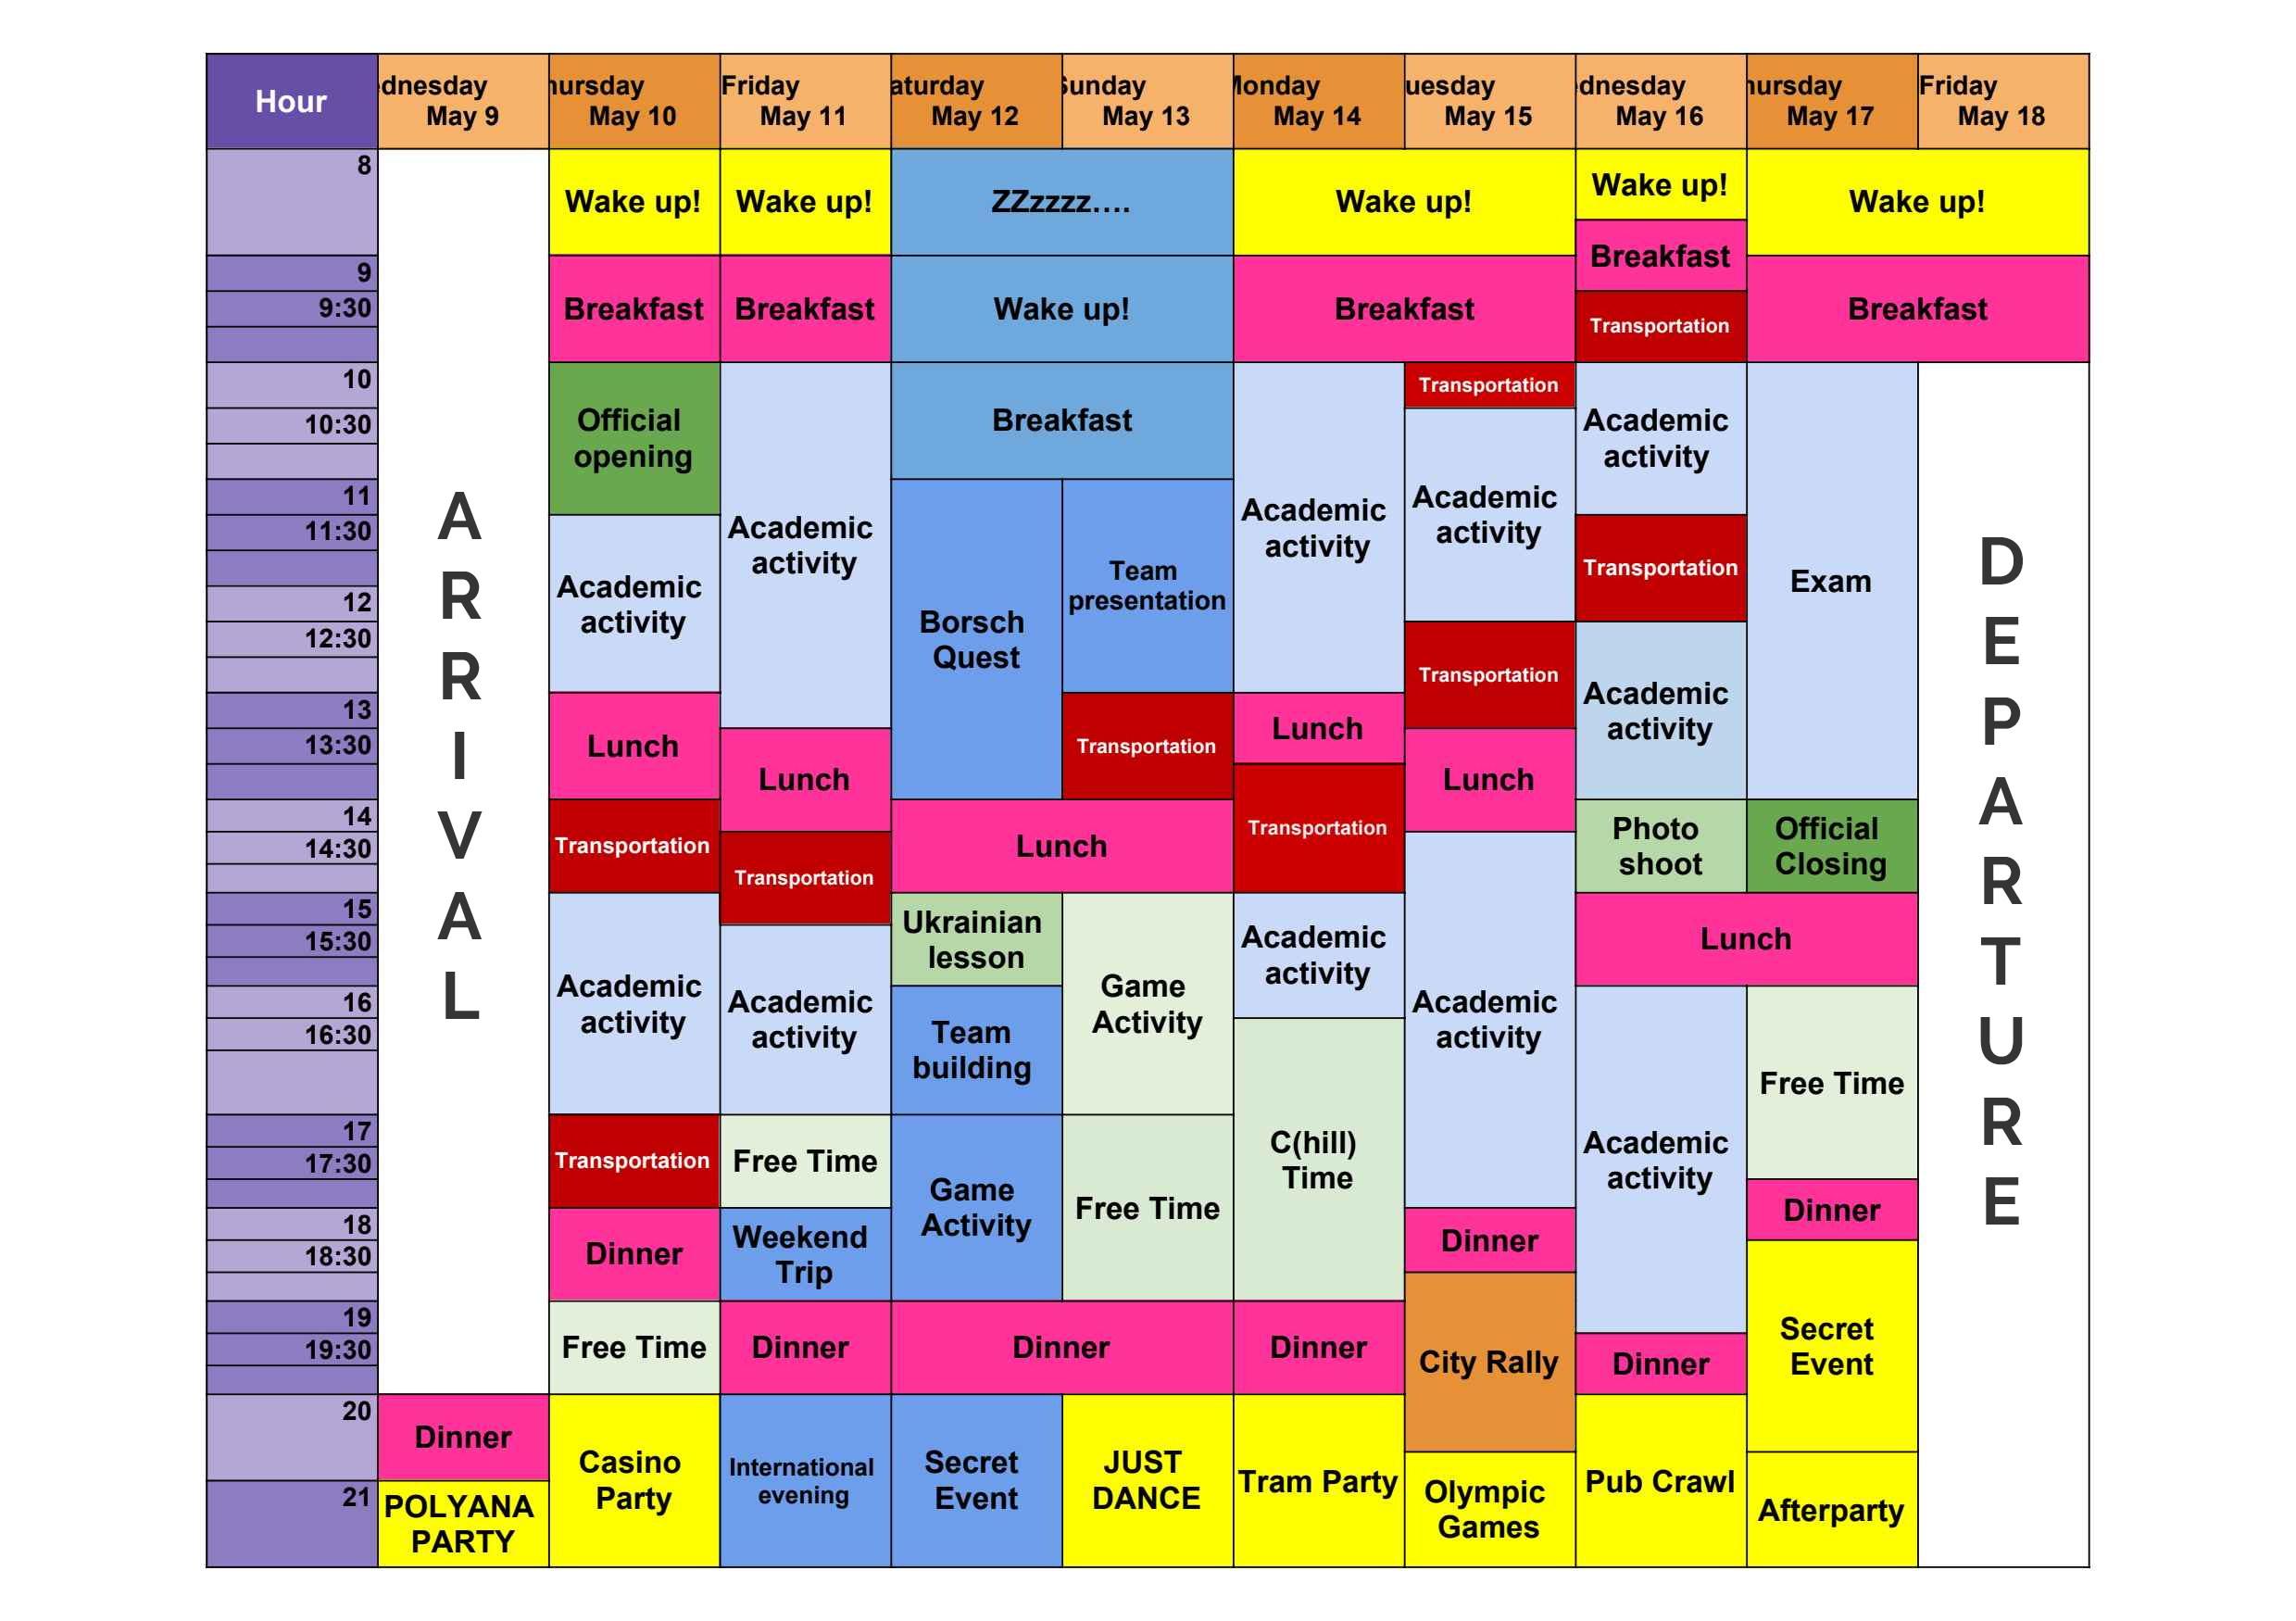 Hour
dnesday
May 9
hursday
May 10
Friday
May 11
aturday
May 12
Sunday
May 13
Monday
May 14
uesday
May 15
dnesday
May 16
hursday
May 17
Friday
May 18
8
9
9:30
10
10:30
11
11:30
12
12:30
13
13:30
14
14:30
15
15:30
16
16:30
17
17:30
18
18:30
19
19:30
20
21
A
R
R
I
V
A
L
Dinner
POLYANA
PARTY
Wake up!
Breakfast
Official
opening
Academic
activity
Lunch
Transportation
Academic
activity
Transportation
Dinner
Free Time
Casino
Party
Wake up!
Breakfast
Academic
activity
Lunch
Transportation
Academic
activity
Free Time
Weekend
Trip
Dinner
International
evening
ZZzzzz....
Wake up!
Breakfast
Borsch
Quest
Team
presentation
Transportation
Lunch
Ukrainian
lesson
Team
building
Game
Activity
Game
Activity
Free Time
Dinner
Secret
Event
JUST
DANCE
Wake up!
Breakfast
Academic
activity
Lunch
Transportation
Academic
activity
C(hill)
Time
Dinner
Tram Party
Transportation
Academic
activity
Transportation
Lunch
Academic
activity
Dinner
City Rally
Olympic
Games
Wake up!
Breakfast
Transportation
Academic
activity
Transportation
Academic
activity
Photo
shoot
Lunch
Academic
activity
Dinner
Pub Crawl
Wake up!
Breakfast
Exam
Official
Closing
Free Time
Dinner
Secret
Event
Afterparty
D
E
P
A
R
T
U
R
E